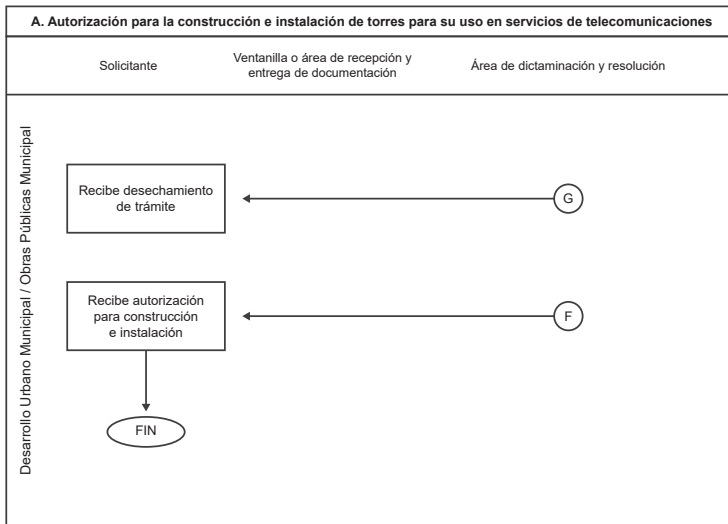 A. Autorización para la construcción e instalación de torres para su uso en servicios de telecomunicaciones
Solicitante
Ventanilla o área de recepción y
entrega de documentación
Área de dictaminación y resolución
Desarrollo Urbano Municipal / Obras Públicas Municipal
Recibe desechamiento
de trámite
G
Recibe autorización
para construcción
e instalación
F
FIN